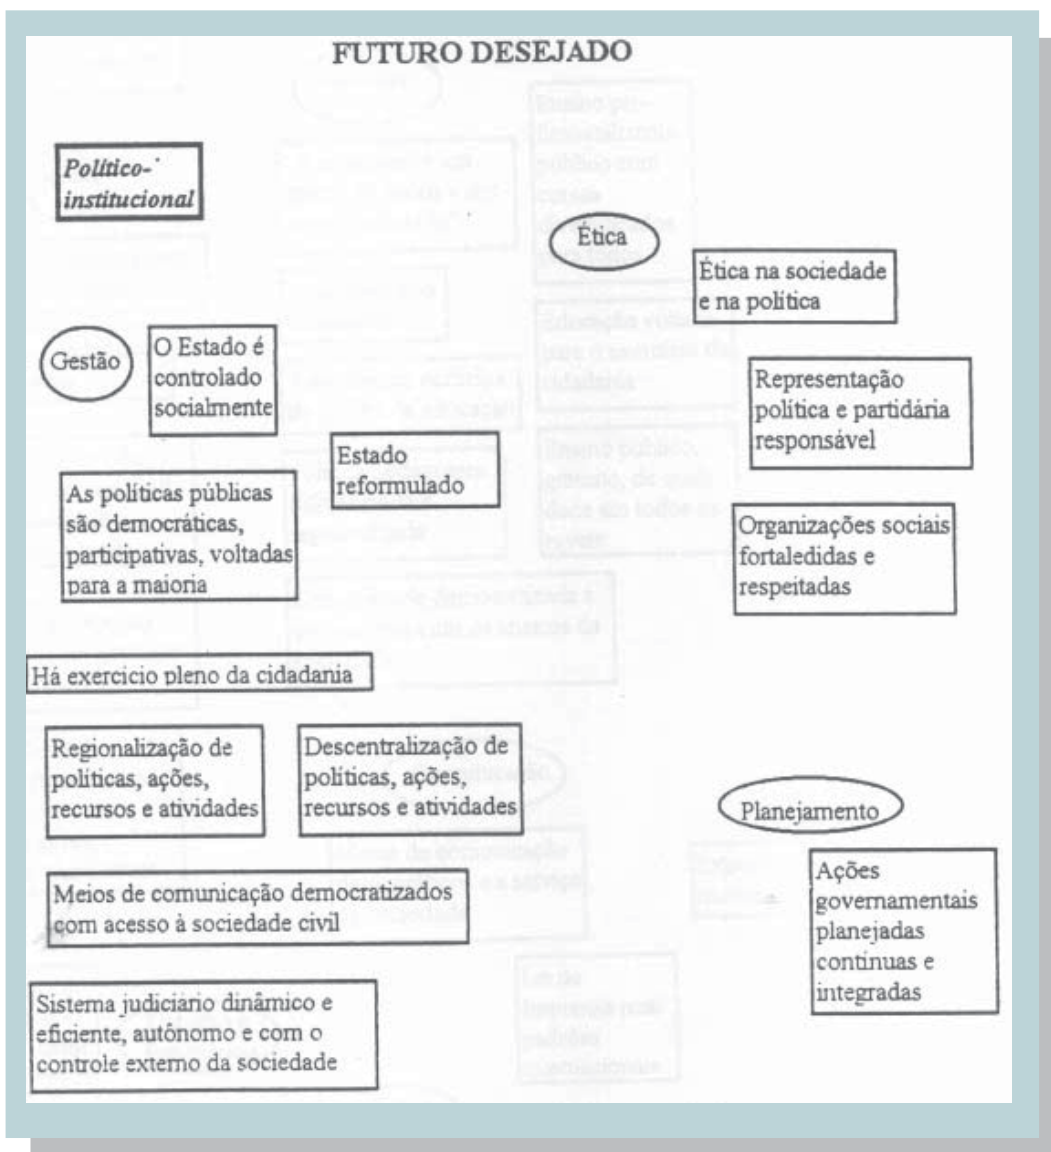 FUTURO DESEJADO
Político-
institucional
Ética
Ética na sociedade
e na política
Gestão
O Estado é
controlado
socialmente
Representação
política e partidária
responsável
Estado
reformulado
As políticas públicas
são democráticas,
participativas, voltadas
para a maioria
Organizações sociais
fortaledidas e
respeitadas
Há exercicio pleno da cidadania
Regionalização de
políticas, ações,
recursos e atividades
Descentralização de
políticas, ações,
recursos e atividades
Planejamento
Ações
governamentais
planejadas
contínuas e
integradas
Meios de comunicação democratizados
com acesso à sociedade civil
Sistema judiciário dinâmico e
eficiente, autônomo e com o
controle externo da sociedade